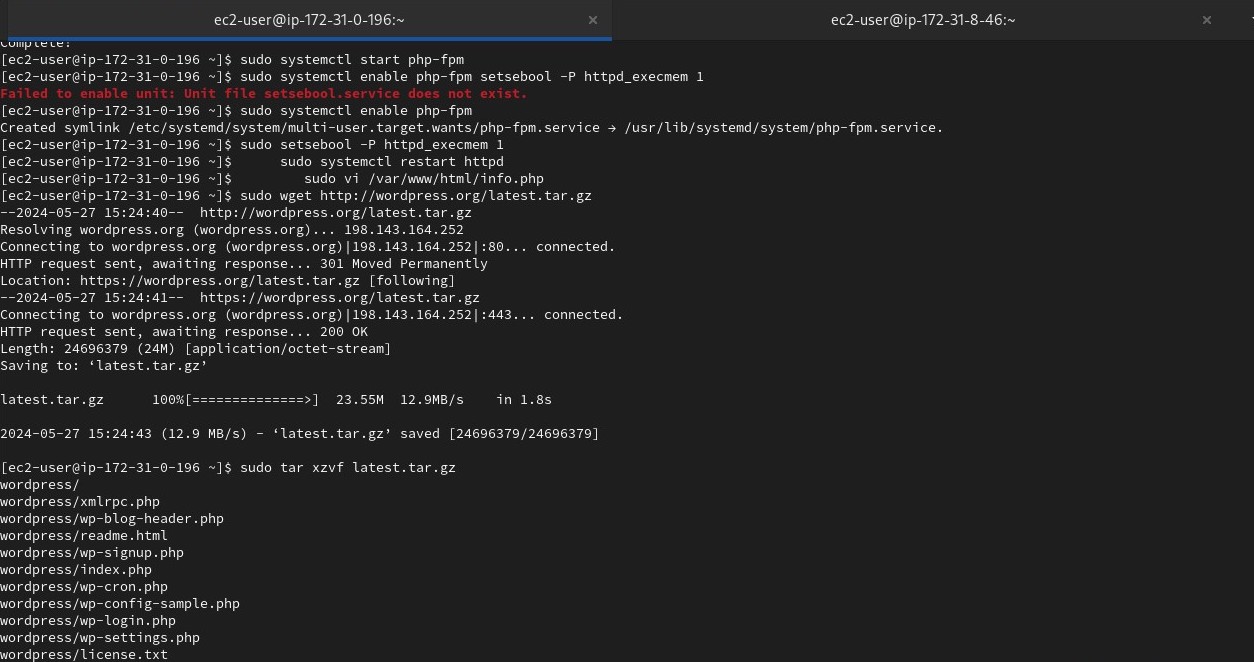 ec2-user@ip-172-31-0-196:~
ec2-user@ip-172-31-8-46:~
Complete!
[ec2-user@ip-172-31-0-196 ~]$ sudo systemctl start php-fpm
[ec2-user@ip-172-31-0-196 ~]$ sudo systemctl enable php-fpm setsebool -P httpd_execmem 1
Failed to enable unit: Unit file setsebool.service does not exist.
[ec2-user@ip-172-31-0-196 ~]$ sudo systemctl enable php-fpm
Created symlink /etc/systemd/system/multi-user.target.wants/php-fpm.service → /usr/lib/systemd/system/php-fpm.service.
[ec2-user@ip-172-31-0-196 ~]$ sudo setsebool -P httpd_execmem 1
[ec2-user@ip-172-31-0-196 ~]$      sudo systemctl restart httpd
[ec2-user@ip-172-31-0-196 ~]$         sudo vi /var/www/html/info.php
[ec2-user@ip-172-31-0-196 ~]$ sudo wget http://wordpress.org/latest.tar.gz
--2024-05-27 15:24:40--  http://wordpress.org/latest.tar.gz
Resolving wordpress.org (wordpress.org)... 198.143.164.252
Connecting to wordpress.org (wordpress.org)|198.143.164.252|:80... connected.
HTTP request sent, awaiting response... 301 Moved Permanently
Location: https://wordpress.org/latest.tar.gz [following]
--2024-05-27 15:24:41--  https://wordpress.org/latest.tar.gz
Connecting to wordpress.org (wordpress.org)|198.143.164.252|:443... connected.
HTTP request sent, awaiting response... 200 OK
Length: 24696379 (24M) [application/octet-stream]
Saving to: ‘latest.tar.gz’
latest.tar.gz      100%[==============>]  23.55M  12.9MB/s    in 1.8s
2024-05-27 15:24:43 (12.9 MB/s) - ‘latest.tar.gz’ saved [24696379/24696379]
[ec2-user@ip-172-31-0-196 ~]$ sudo tar xzvf latest.tar.gz
wordpress/
wordpress/xmlrpc.php
wordpress/wp-blog-header.php
wordpress/readme.html
wordpress/wp-signup.php
wordpress/index.php
wordpress/wp-cron.php
wordpress/wp-config-sample.php
wordpress/wp-login.php
wordpress/wp-settings.php
wordpress/license.txt